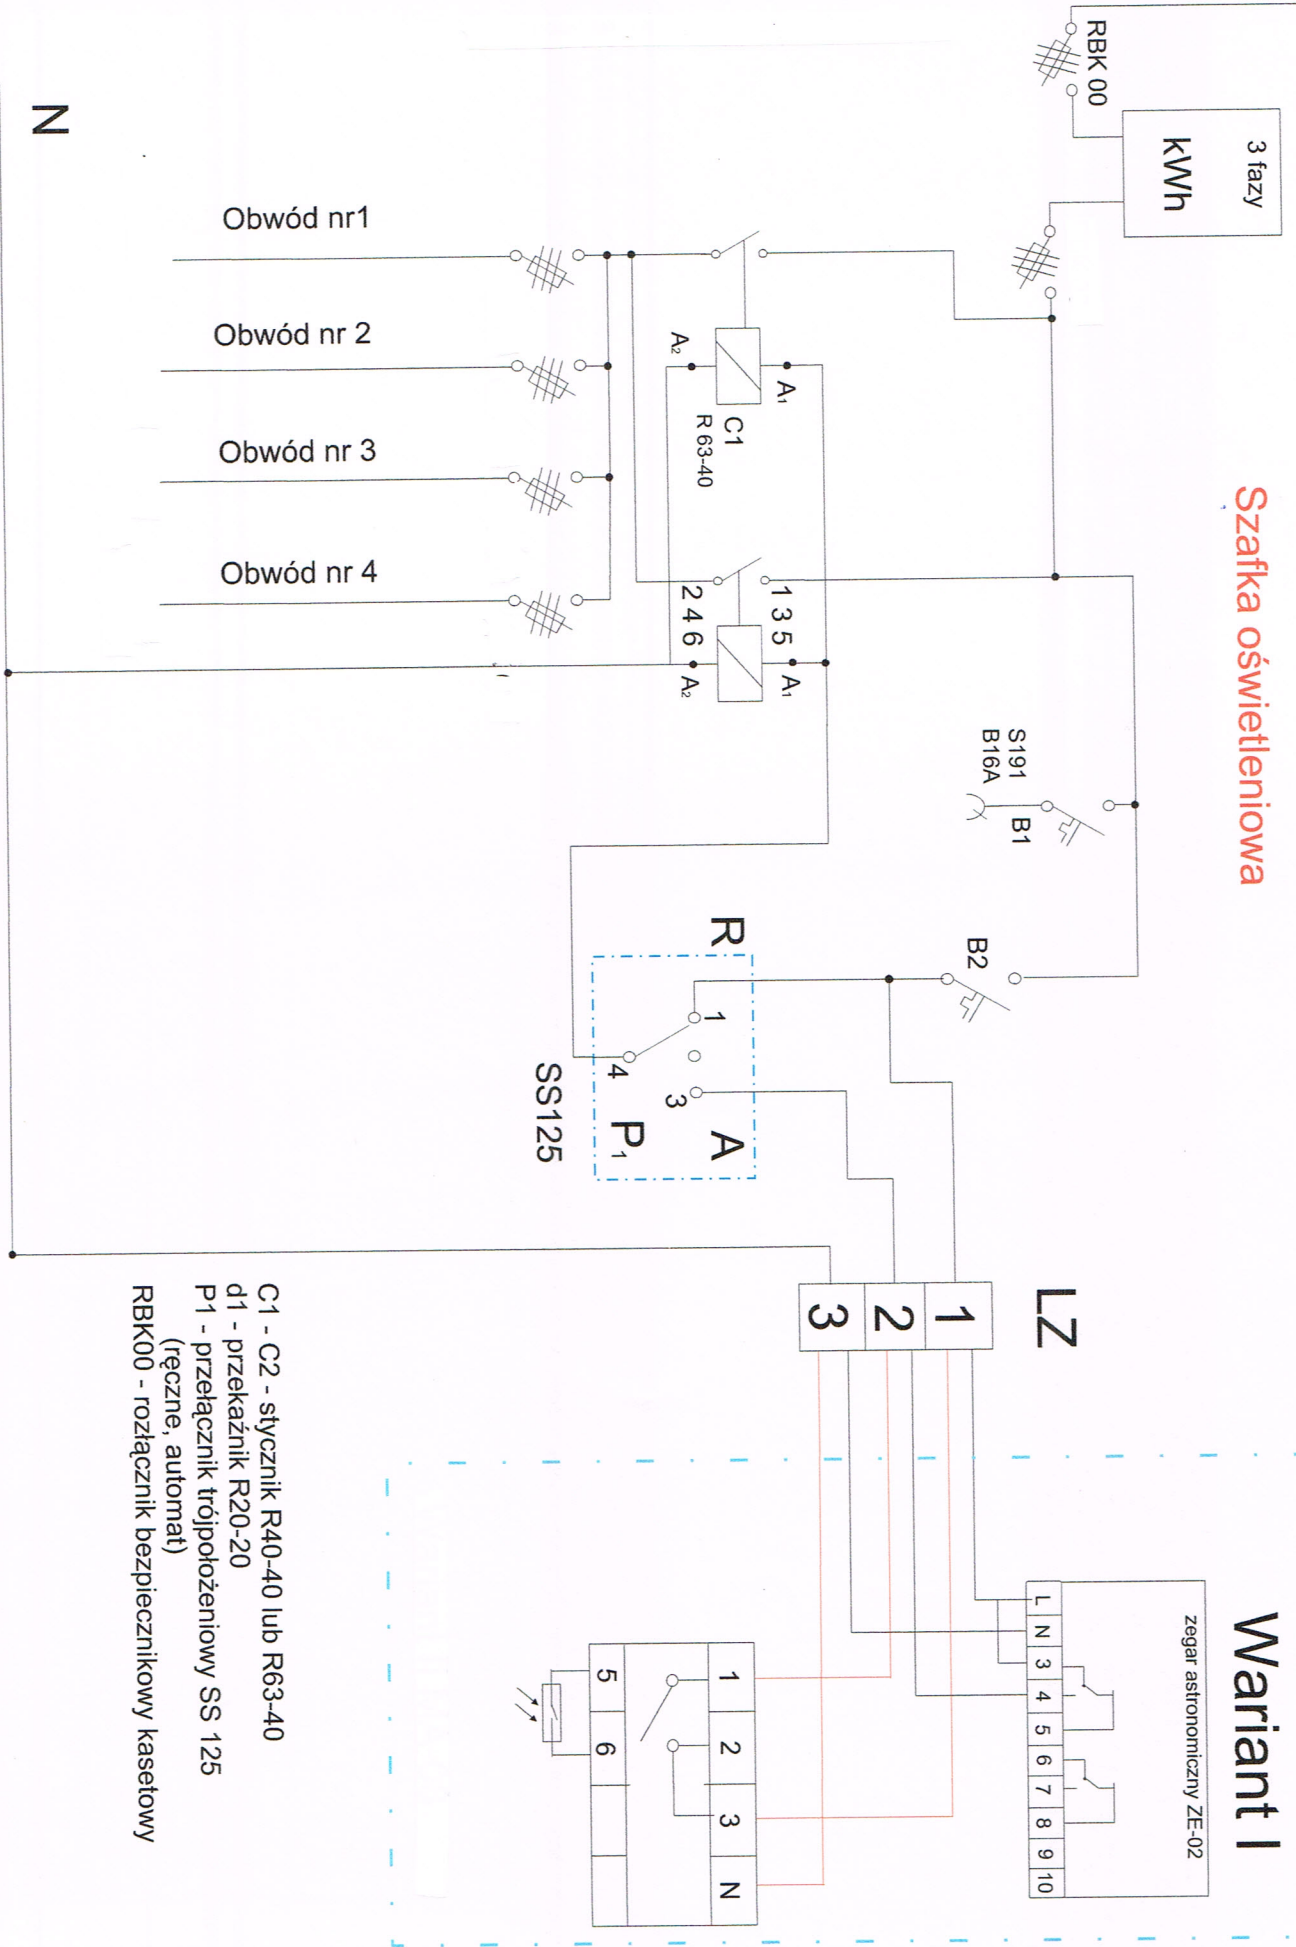 Szafka oświetleniowa
Wariant I
3 fazy
kWh
RBK 00
zegar astronomiczny ZE-02
L N 3 4 5 6 7 8 9 10
LZ
1
2
3
S191
B16A
B1
B2
A1
A2
C1
R 63-40
1 3 5
2 4 6
A1
A2
R
A
1
3
4
P1
SS125
1 2 3 N
5 6
Obwód nr1
Obwód nr 2
Obwód nr 3
Obwód nr 4
N
C1 - C2 - stycznik R40-40 lub R63-40
d1 - przekaźnik R20-20
P1 - przełącznik trójpołożeniowy SS 125
(ręczne, automat)
RBK00 - rozłącznik bezpiecznikowy kasetowy